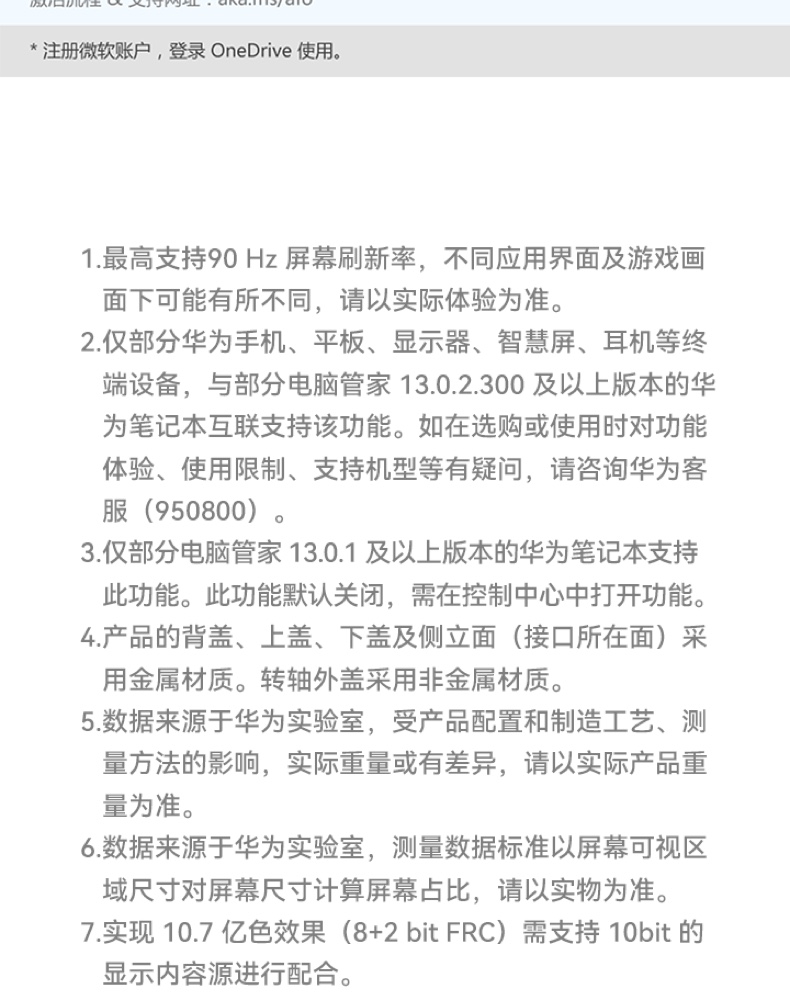 激活流程 & 支持网址：aka.ms/afo
* 注册微软账户，登录 OneDrive 使用。
1.最高支持90 Hz 屏幕刷新率，不同应用界面及游戏画
面下可能有所不同，请以实际体验为准。
2.仅部分华为手机、平板、显示器、智慧屏、耳机等终
端设备，与部分电脑管家 13.0.2.300 及以上版本的华
为笔记本互联支持该功能。如在选购或使用时对功能
体验、使用限制、支持机型等有疑问，请咨询华为客
服（950800）。
3.仅部分电脑管家 13.0.1 及以上版本的华为笔记本支持
此功能。此功能默认关闭，需在控制中心中打开功能。
4.产品的背盖、上盖、下盖及侧立面（接口所在面）采
用金属材质。转轴外盖采用非金属材质。
5.数据来源于华为实验室，受产品配置和制造工艺、测
量方法的影响，实际重量或有差异，请以实际产品重
量为准。
6.数据来源于华为实验室，测量数据标准以屏幕可视区
域尺寸对屏幕尺寸计算屏幕占比，请以实物为准。
7.实现 10.7 亿色效果（8+2 bit FRC）需支持 10bit 的
显示内容源进行配合。